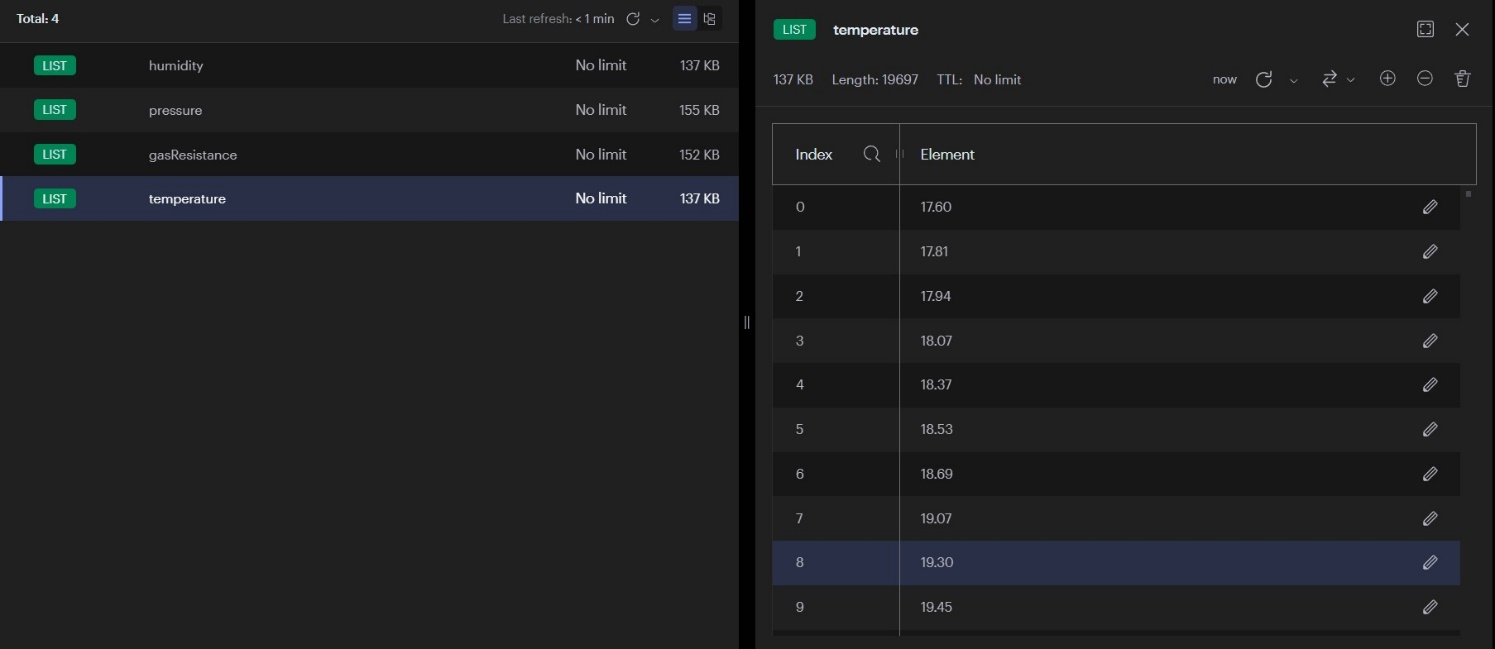 Total: 4
Last refresh: < 1 min
LIST humidity No limit 137 KB
LIST pressure No limit 155 KB
LIST gasResistance No limit 152 KB
LIST temperature No limit 137 KB
LIST temperature
137 KB Length: 19697 TTL: No limit now
Index Element
0 17.60
1 17.81
2 17.94
3 18.07
4 18.37
5 18.53
6 18.69
7 19.07
8 19.30
9 19.45